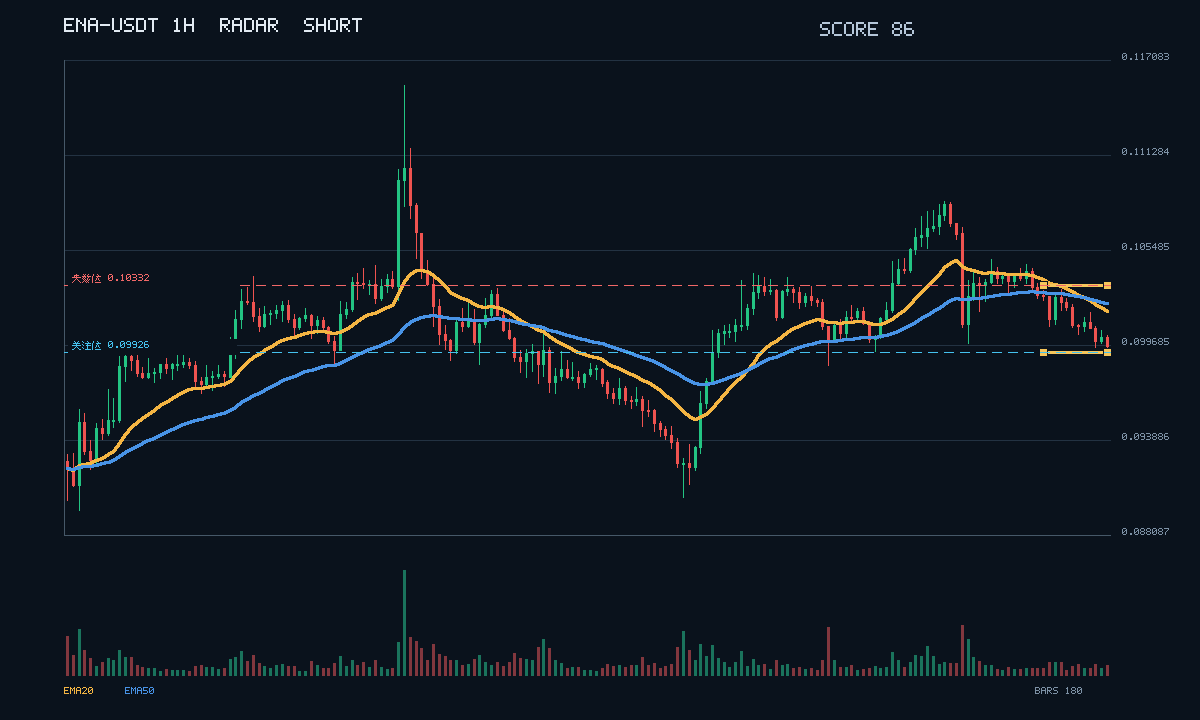 ENA-USDT 1H  RADAR  SHORT
SCORE 86
0.117083
0.111284
0.105485
失效位 0.10332
关注位 0.09926
0.099685
0.093886
0.088087
EMA20 EMA50
BARS 180